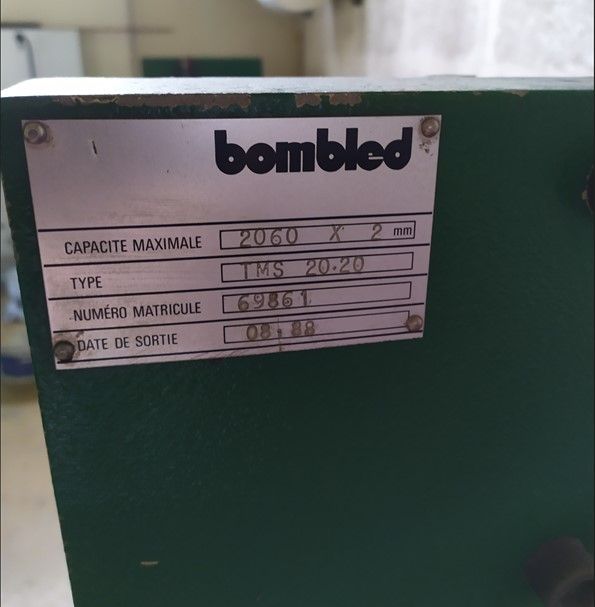 bombled
CAPACITE MAXIMALE 2060 X 2 mm
TYPE TMS 20.20
NUMÉRO MATRICULE 69861
DATE DE SORTIE 08.88